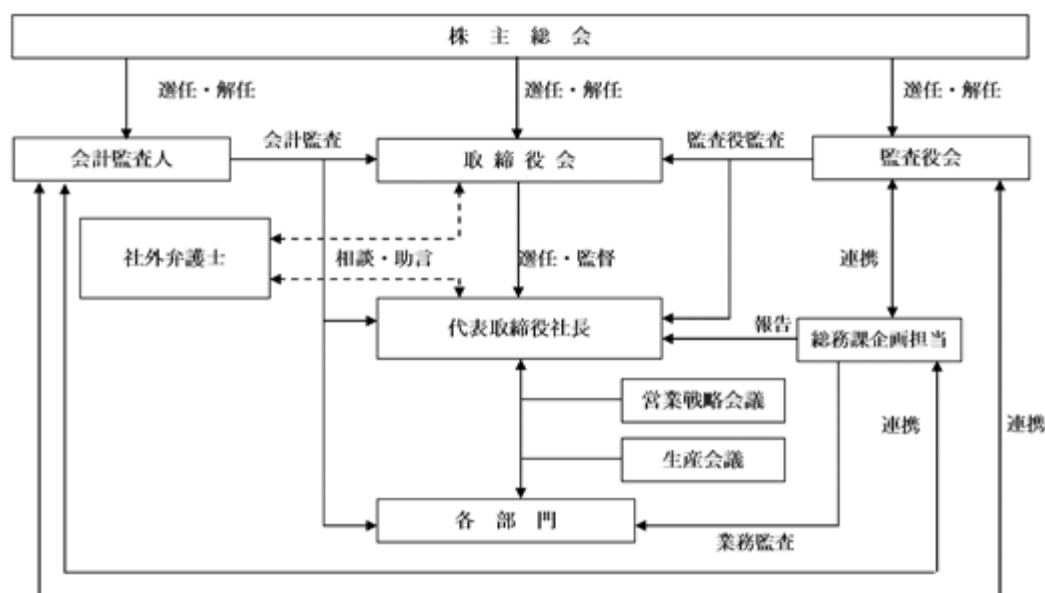 株主総会
選任・解任
選任・解任
選任・解任
会計監査人
会計監査
取締役会
監査役監査
監査役会
社外弁護士
相談・助言
選任・監督
連携
代表取締役社長
報告
総務課企画担当
営業戦略会議
連携
連携
生産会議
各部門
業務監査